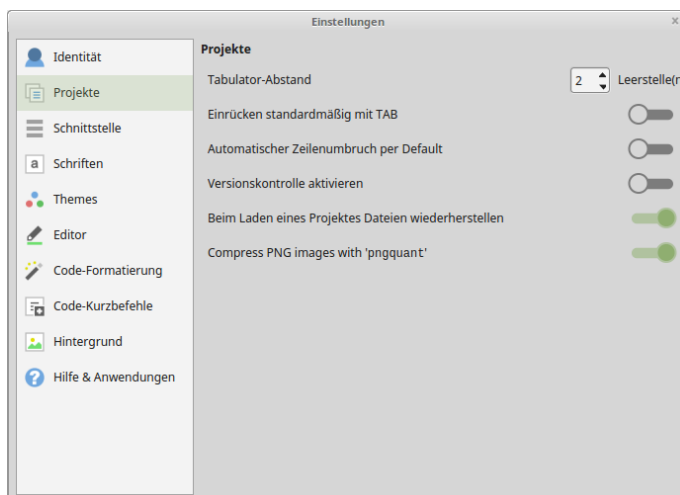 Einstellungen
x
Identität
Projekte
Schnittstelle
a Schriften
Themes
Editor
Code-Formatierung
Code-Kurzbefehle
Hintergrund
? Hilfe & Anwendungen
Projekte
Tabulator-Abstand 2 Leerstelle(n
Einrücken standardmäßig mit TAB
Automatischer Zeilenumbruch per Default
Versionskontrolle aktivieren
Beim Laden eines Projektes Dateien wiederherstellen
Compress PNG images with 'pngquant'